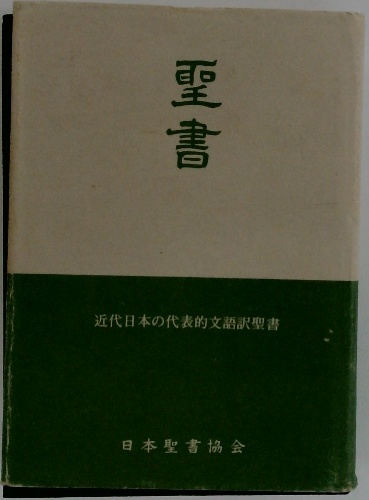 聖書
近代日本の代表的文語訳聖書
日本聖書協会